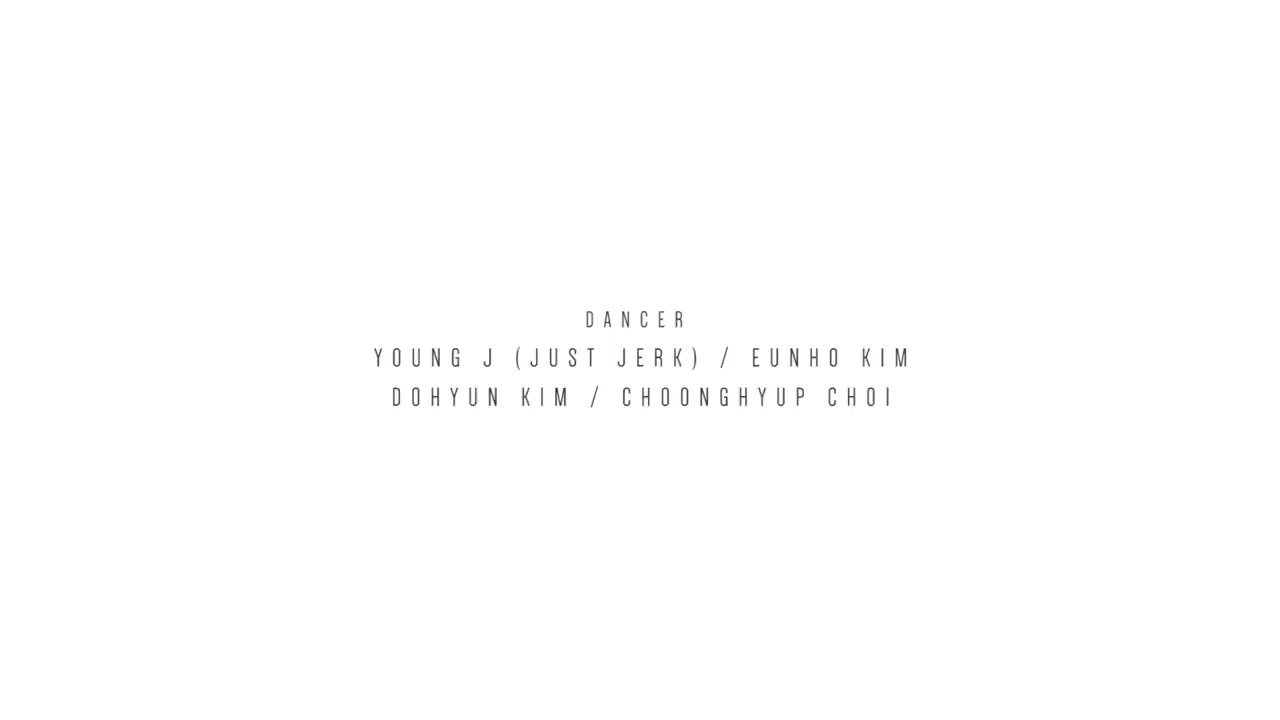 DANCER
YOUNG J (JUST JERK) / EUNHO KIM
DOHYUN KIM / CHOONGHYUP CHOI